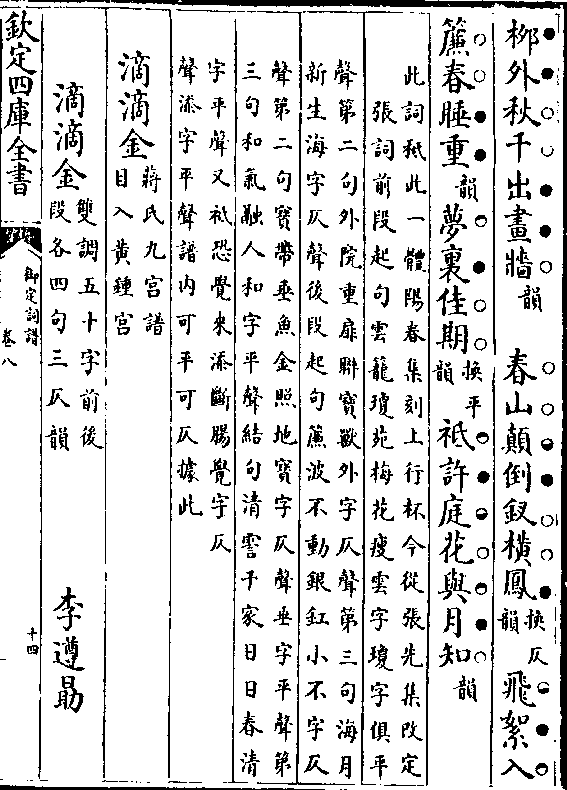 柳外秋千出畫牆韻　春山顛倒釵橫鳳換仄韻飛絮入
簾春睡重韻夢裏佳期換平韻祗許庭花與月知韻
此詞秪此一體陽春集刻上行杯今從張先集改定
張詞前段起句雲籠瓊苑梅花瘦雲字瓊字俱平
聲第二句外院重扉聯寶獸外字仄聲第三句海月
新生海字仄聲後段起句簾波不動銀釭小不字仄
聲第二句寶帶垂魚金照地寶字仄聲垂字平聲第
三句和氣融人和字平聲結句清霅千家日日春清
字平聲又祗恐覺來添斷腸覺字仄
聲添字平聲譜内可平可仄據此
滴滴金蔣氏九宮譜目入黄鍾宮
滴滴金雙調五十字前後段各四句三仄韻　李遵勗
欽定四庫全書
御定詞譜
卷八
十四